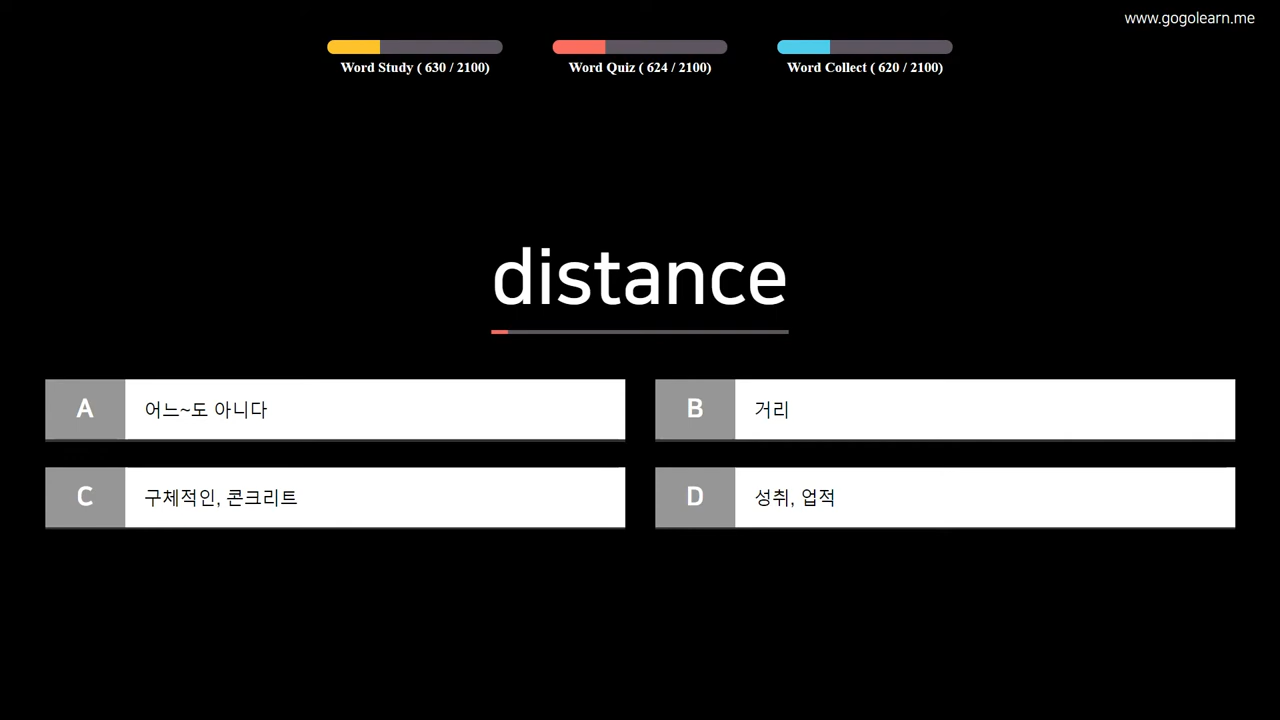 www.gogolearn.me
Word Study ( 630 / 2100)
Word Quiz ( 624 / 2100)
Word Collect ( 620 / 2100)
distance
A 어느~도 아니다
B 거리
C 구체적인, 콘크리트
D 성취, 업적